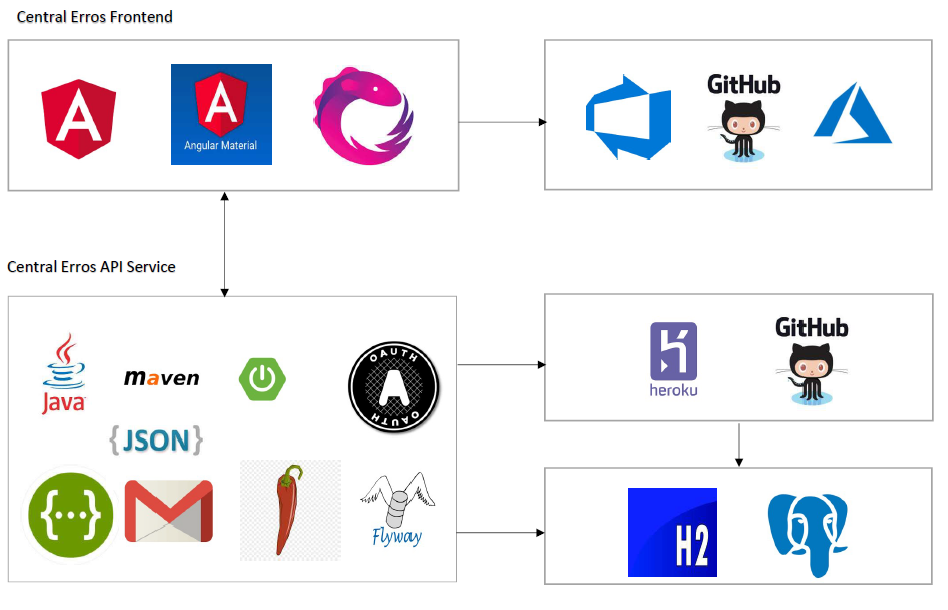 Central Erros Frontend
A
A
Angular Material
GitHub
Central Erros API Service
Java
maven
OAUTH
A
OAUTH
heroku
GitHub
{JSON}
{···}
Flyway
H2